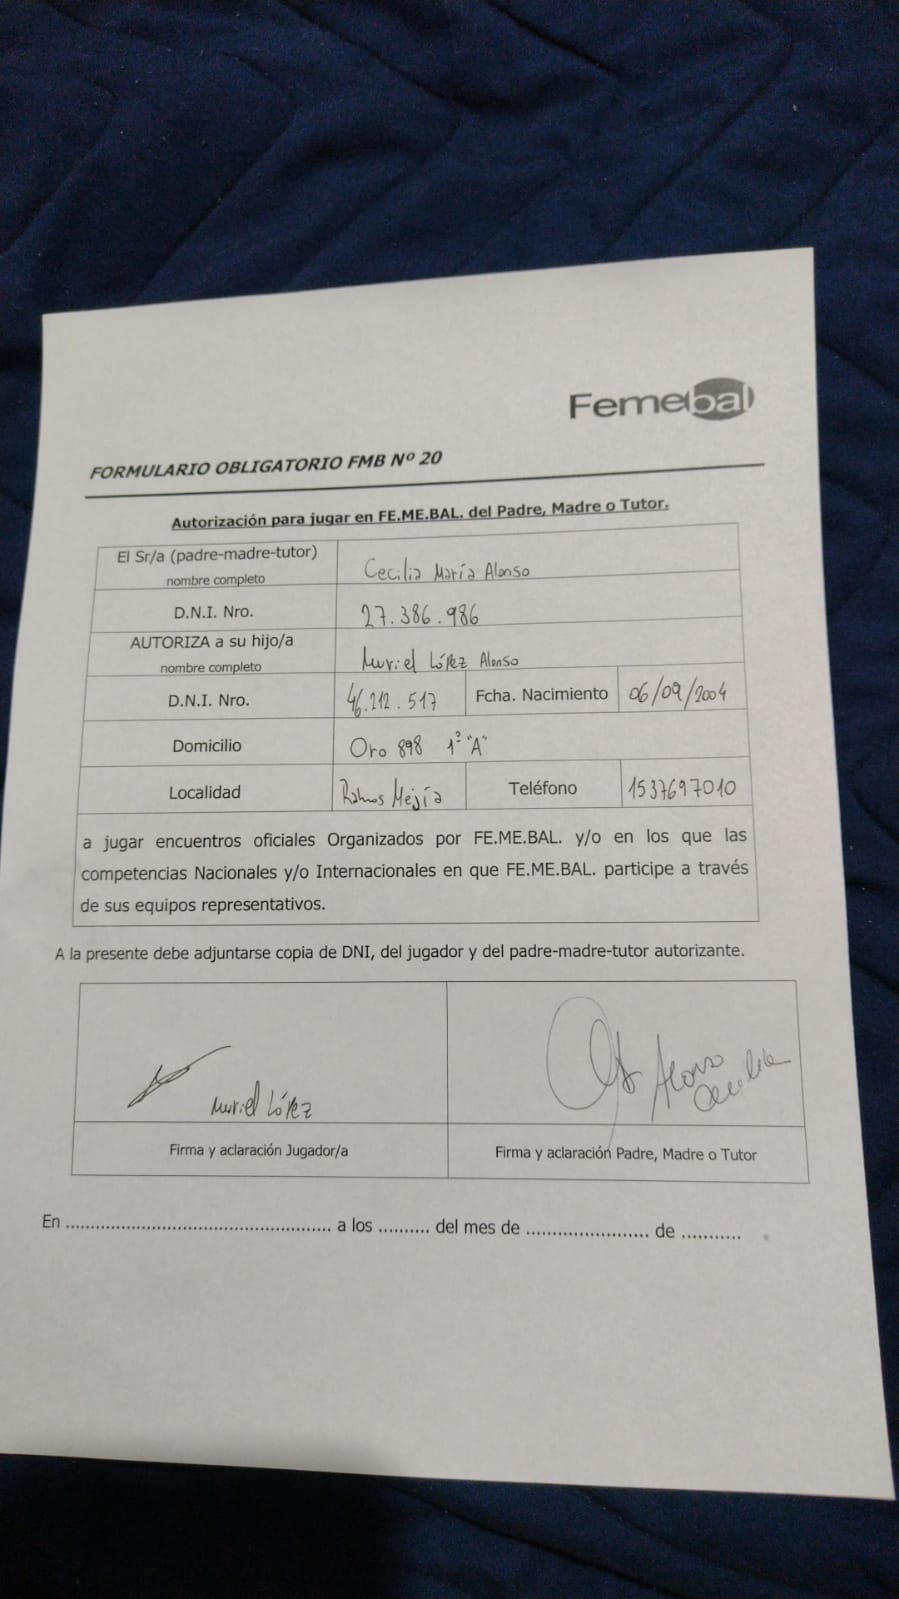 Femebal
FORMULARIO OBLIGATORIO FMB Nº 20
Autorización para jugar en FE.ME.BAL. del Padre, Madre o Tutor.
El Sr/a (padre-madre-tutor)
nombre completo
Cecilia María Alonso
D.N.I. Nro.
27.386.986
AUTORIZA a su hijo/a
nombre completo
Muriel López Alonso
D.N.I. Nro.
46.212.517
Fcha. Nacimiento
06/09/2004
Domicilio
Oro 898 1º "A"
Localidad
Ramos Mejía
Teléfono
1537697010
a jugar encuentros oficiales Organizados por FE.ME.BAL. y/o en los que las
competencias Nacionales y/o Internacionales en que FE.ME.BAL. participe a través
de sus equipos representativos.
A la presente debe adjuntarse copia de DNI, del jugador y del padre-madre-tutor autorizante.
Muriel López
Alonso
Cecilia
Firma y aclaración Jugador/a
Firma y aclaración Padre, Madre o Tutor
En ..................................................... a los .......... del mes de ........................ de ............